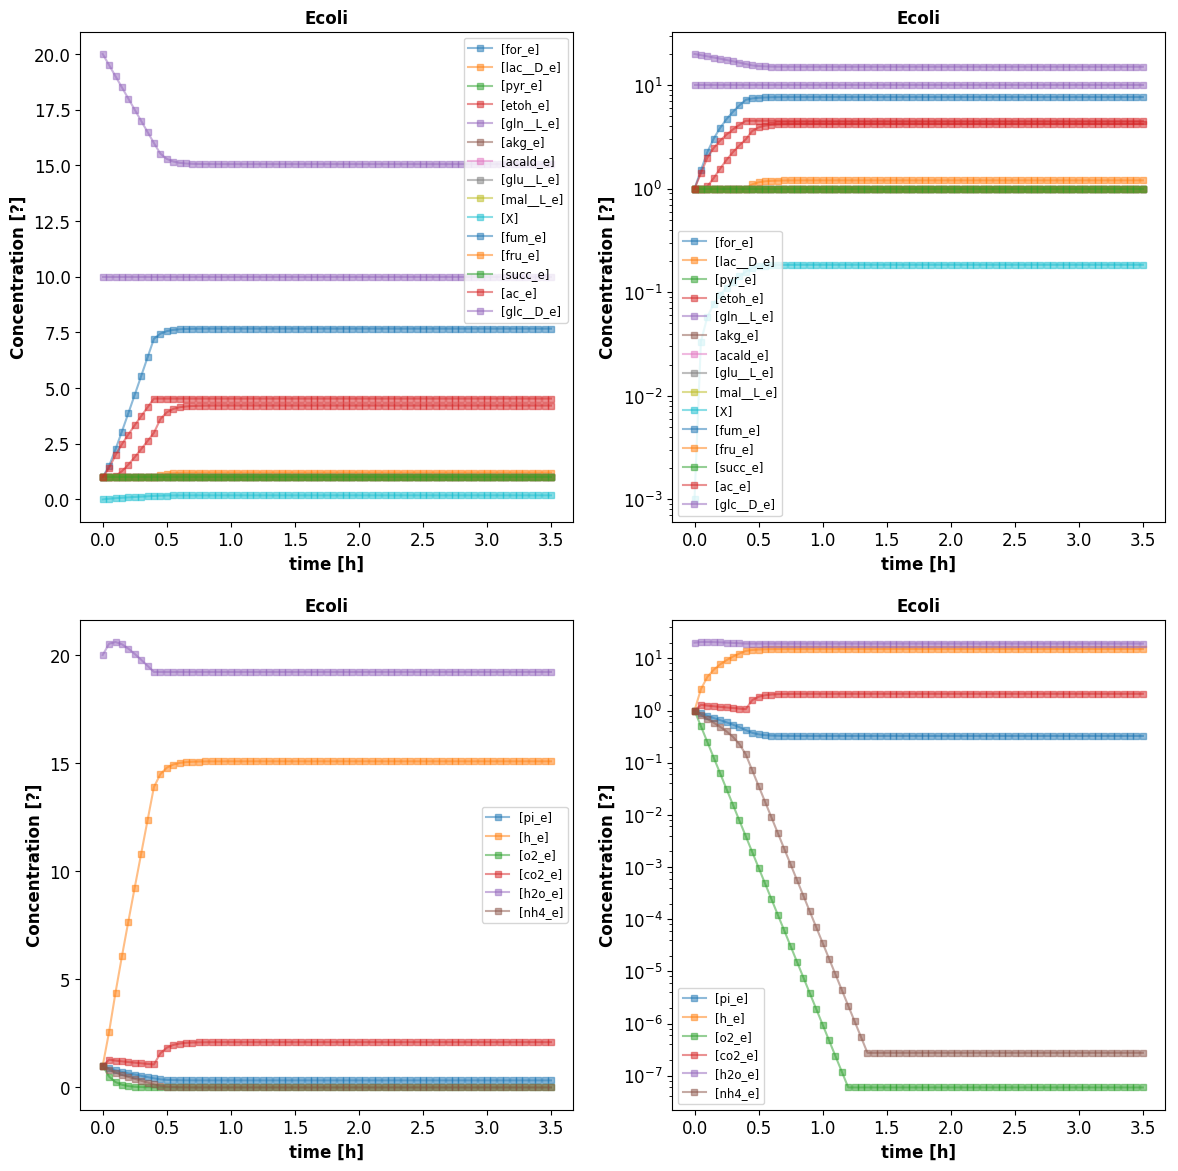 Ecoli
Concentration [?]
20.0
17.5
15.0
12.5
10.0
7.5
5.0
2.5
0.0
[for_e]
[lac__D_e]
[pyr_e]
[etoh_e]
[gln__L_e]
[akg_e]
[acald_e]
[glu__L_e]
[mal__L_e]
[X]
[fum_e]
[fru_e]
[succ_e]
[ac_e]
[glc__D_e]
0.0 0.5 1.0 1.5 2.0 2.5 3.0 3.5
time [h]
Ecoli
Concentration [?]
10^1
10^0
10^-1
10^-2
10^-3
[for_e]
[lac__D_e]
[pyr_e]
[etoh_e]
[gln__L_e]
[akg_e]
[acald_e]
[glu__L_e]
[mal__L_e]
[X]
[fum_e]
[fru_e]
[succ_e]
[ac_e]
[glc__D_e]
0.0 0.5 1.0 1.5 2.0 2.5 3.0 3.5
time [h]
Ecoli
Concentration [?]
20
15
10
5
0
[pi_e]
[h_e]
[o2_e]
[co2_e]
[h2o_e]
[nh4_e]
0.0 0.5 1.0 1.5 2.0 2.5 3.0 3.5
time [h]
Ecoli
Concentration [?]
10^1
10^0
10^-1
10^-2
10^-3
10^-4
10^-5
10^-6
10^-7
[pi_e]
[h_e]
[o2_e]
[co2_e]
[h2o_e]
[nh4_e]
0.0 0.5 1.0 1.5 2.0 2.5 3.0 3.5
time [h]